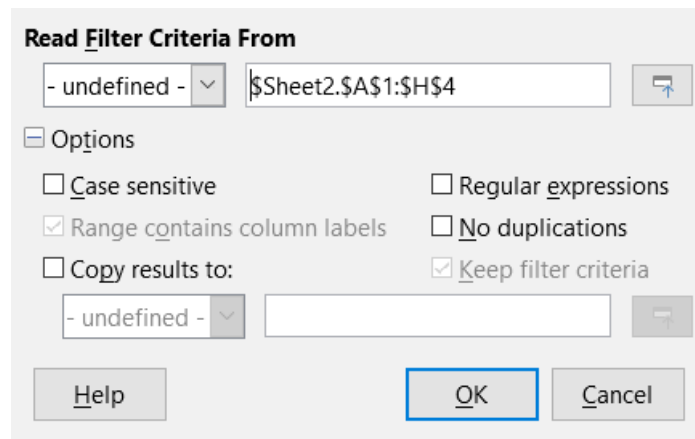 Read Filter Criteria From
- undefined - $Sheet2.$A$1:$H$4
Options
Case sensitive Regular expressions
Range contains column labels No duplications
Copy results to: Keep filter criteria
- undefined -
Help OK Cancel